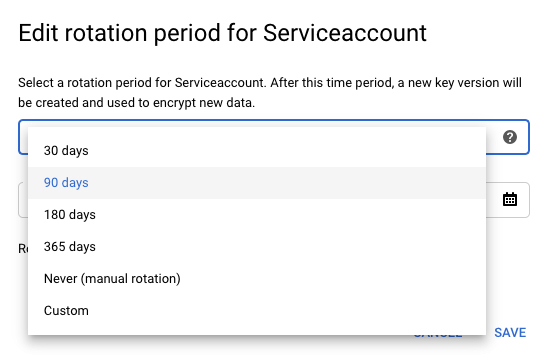 Edit rotation period for Serviceaccount
Select a rotation period for Serviceaccount. After this time period, a new key version will
be created and used to encrypt new data.
30 days
90 days
180 days
365 days
Never (manual rotation)
Custom
CANCEL SAVE